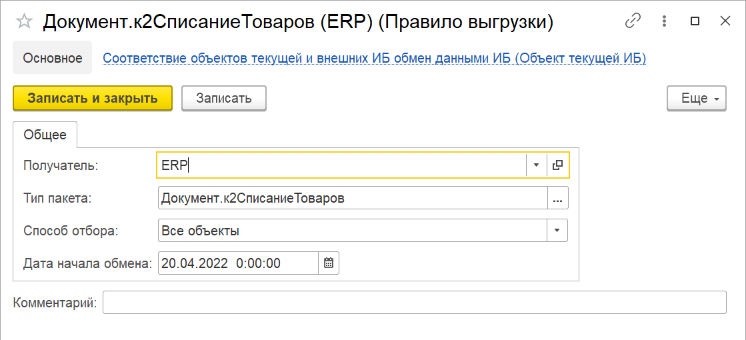 Документ.к2СписаниеТоваров (ERP) (Правило выгрузки)
Основное Соответствие объектов текущей и внешних ИБ обмен данными ИБ (Объект текущей ИБ)
Записать и закрыть Записать Еще
Общее
Получатель: ERP
Тип пакета: Документ.к2СписаниеТоваров ...
Способ отбора: Все объекты
Дата начала обмена: 20.04.2022 0:00:00
Комментарий: